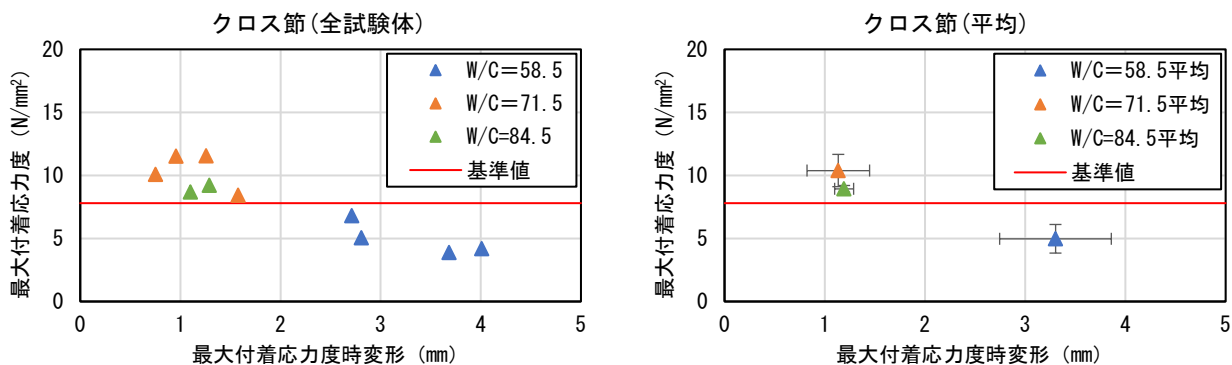 クロス節(全試験体)
最大付着応力度 (N/mm²)
20
15
10
5
0
0 1 2 3 4 5
W/C＝58.5
W/C＝71.5
W/C=84.5
基準値
最大付着応力度時変形 (mm)
クロス節(平均)
最大付着応力度 (N/mm²)
20
15
10
5
0
0 1 2 3 4 5
W/C＝58.5平均
W/C＝71.5平均
W/C=84.5平均
基準値
最大付着応力度時変形 (mm)